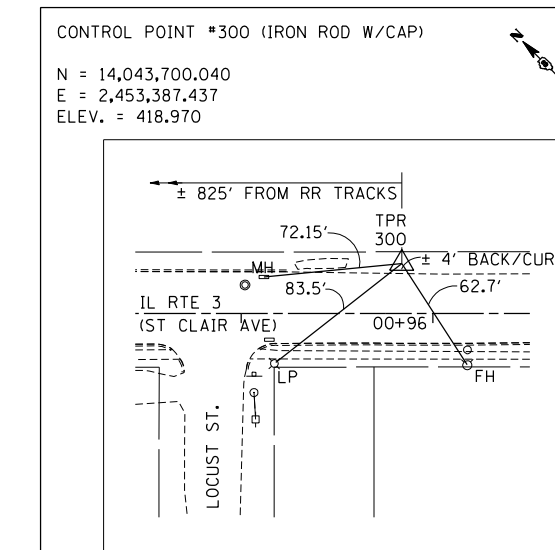 CONTROL POINT #300 (IRON ROD W/CAP)
N
N = 14,043,700.040
E = 2,453,387.437
ELEV. = 418.970
± 825' FROM RR TRACKS
72.15'
TPR
300
MH
± 4' BACK/CUR
83.5'
62.7'
IL RTE 3
(ST CLAIR AVE)
00+96
LP
FH
LOCUST ST.